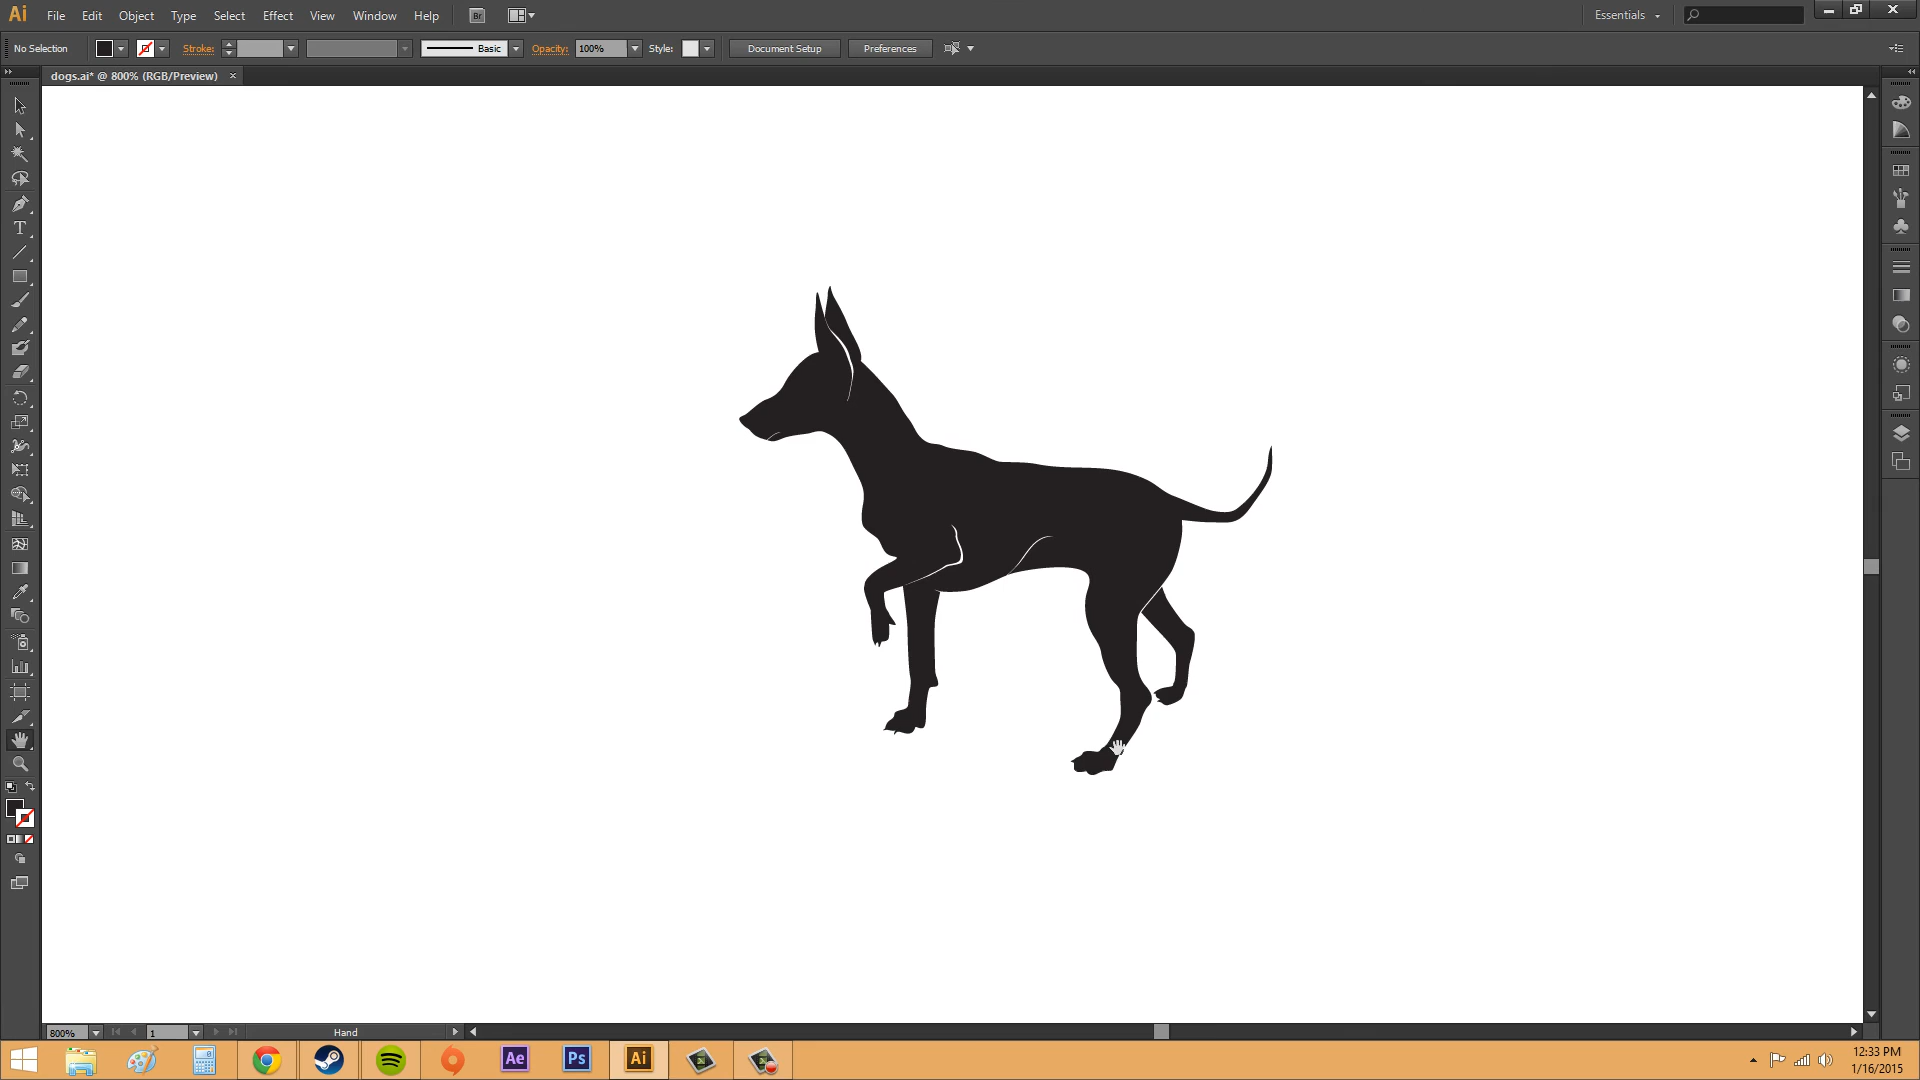 Ai File Edit Object Type Select Effect View Window Help Br Essentials
No Selection Stroke: Basic Opacity: 100% Style: Document Setup Preferences
dogs.ai* @ 800% (RGB/Preview) ×
T
800% 1 Hand
Ae Ps Ai
12:33 PM
1/16/2015